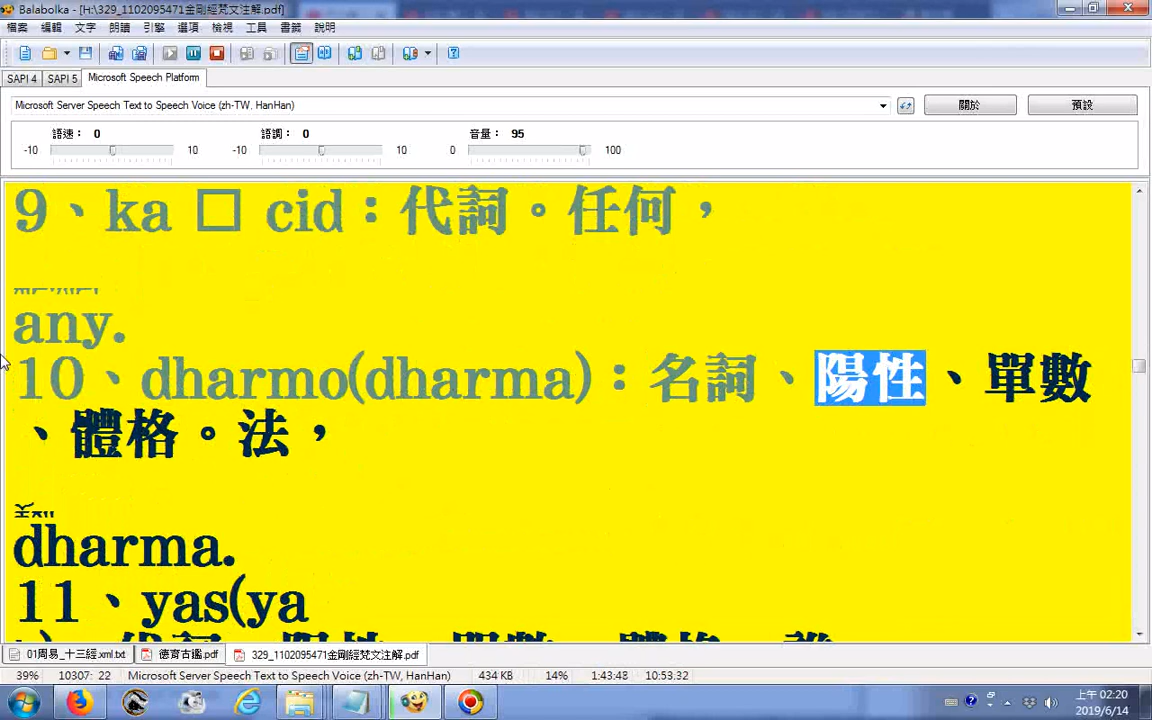 Balabolka - [H:\329_1102095471金剛經梵文注解.pdf]
檔案 編輯 文字 朗讀 引擎 選項 檢視 工具 書籤 說明
SAPI 4 SAPI 5 Microsoft Speech Platform
Microsoft Server Speech Text to Speech Voice (zh-TW, HanHan)
關於 預設
語速： 0 語調： 0 音量： 95
-10 10 -10 10 0 100
9、ka □ cid：代詞。任何，
any.
10、dharmo(dharma)：名詞、陽性、單數
、體格。法，
dharma.
11、yas(ya
01周易_十三經.xml.txt 德育古鑑.pdf 329_1102095471金剛經梵文注解.pdf
39% 10307: 22 Microsoft Server Speech Text to Speech Voice (zh-TW, HanHan) 434 KB 14% 1:43:48 10:53:32
上午 02:20
2019/6/14